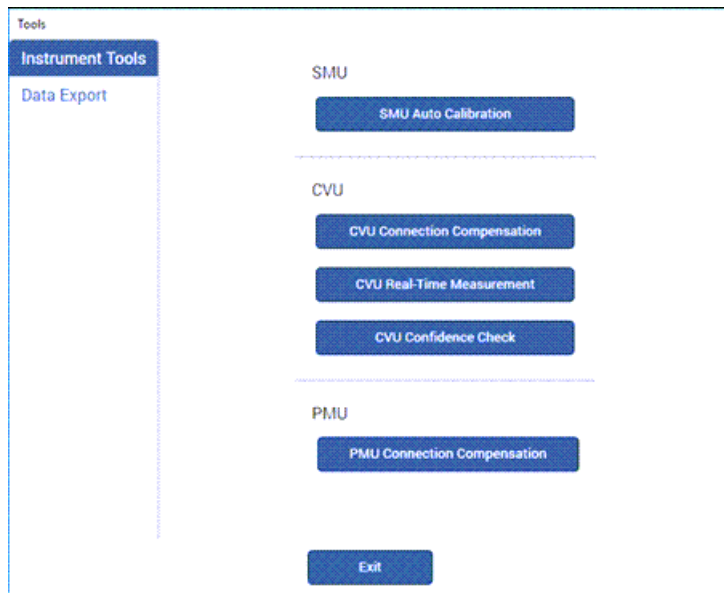 Tools
Instrument Tools
Data Export
SMU
SMU Auto Calibration
CVU
CVU Connection Compensation
CVU Real-Time Measurement
CVU Confidence Check
PMU
PMU Connection Compensation
Exit